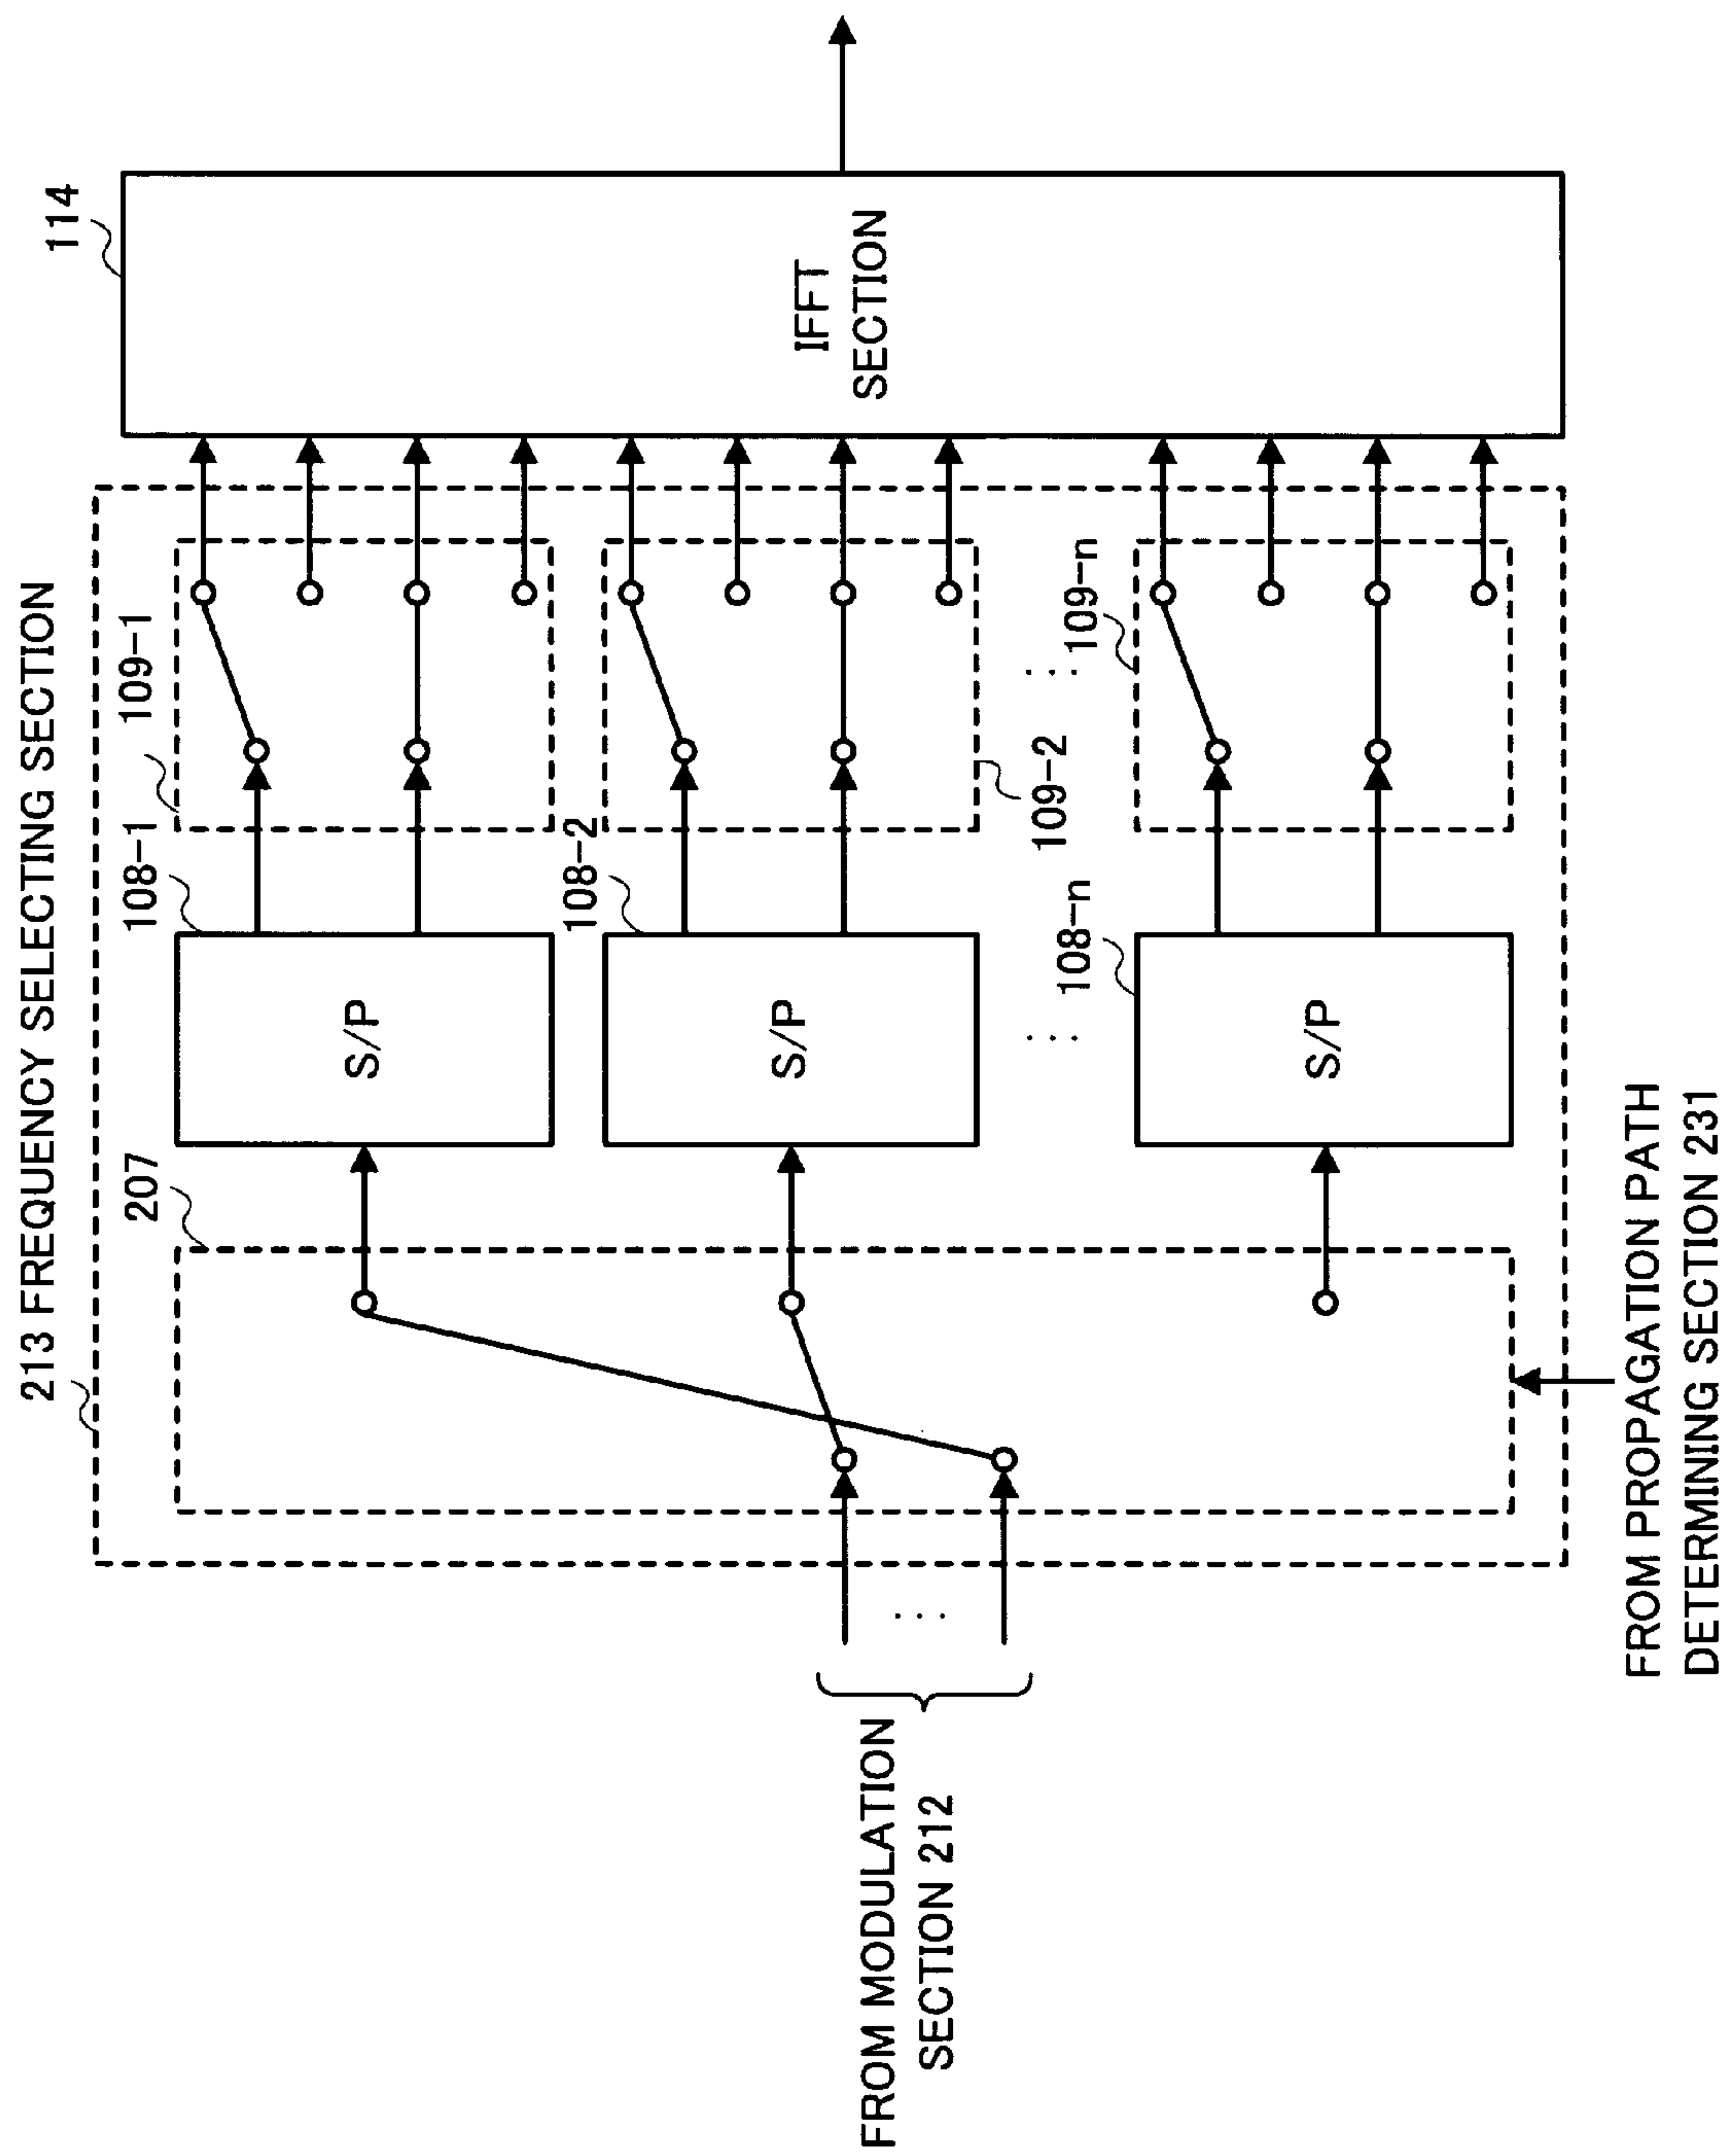 213 FREQUENCY SELECTING SECTION
114
207
108-1
109-1
S/P
IFFT
SECTION
108-2
S/P
109-2
⋮
⋮
108-n
109-n
S/P
FROM MODULATION
SECTION 212
⋮
FROM PROPAGATION PATH
DETERMINING SECTION 231